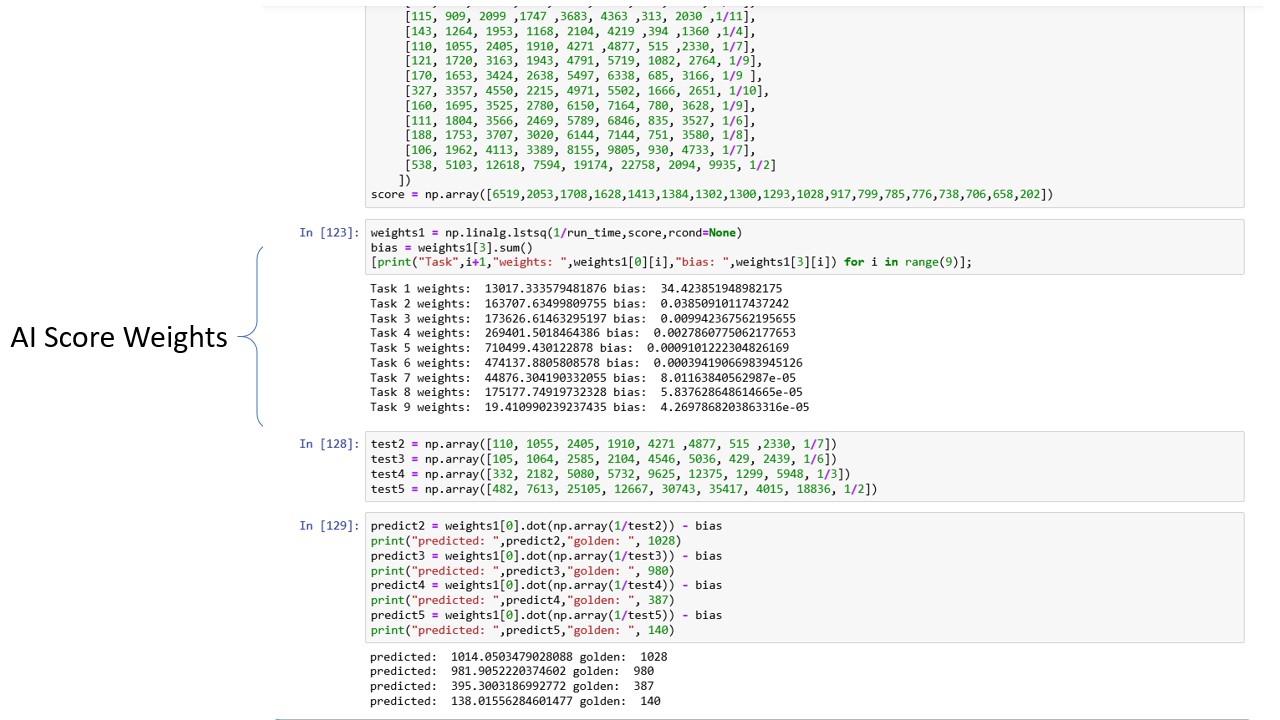 [115, 909, 2099 ,1747 ,3683, 4363 ,313, 2030 ,1/11],
[143, 1264, 1953, 1168, 2104, 4219 ,394 ,1360 ,1/4],
[110, 1055, 2405, 1910, 4271 ,4877, 515 ,2330, 1/7],
[121, 1720, 3163, 1943, 4791, 5719, 1082, 2764, 1/9],
[170, 1653, 3424, 2638, 5497, 6338, 685, 3166, 1/9 ],
[327, 3357, 4550, 2215, 4971, 5502, 1666, 2651, 1/10],
[160, 1695, 3525, 2780, 6150, 7164, 780, 3628, 1/9],
[111, 1804, 3566, 2469, 5789, 6846, 835, 3527, 1/6],
[188, 1753, 3707, 3020, 6144, 7144, 751, 3580, 1/8],
[106, 1962, 4113, 3389, 8155, 9805, 930, 4733, 1/7],
[538, 5103, 12618, 7594, 19174, 22758, 2094, 9935, 1/2]
])
score = np.array([6519,2053,1708,1628,1413,1384,1302,1300,1293,1028,917,799,785,776,738,706,658,202])
In [123]: weights1 = np.linalg.lstsq(1/run_time,score,rcond=None)
bias = weights1[3].sum()
[print("Task",i+1,"weights: ",weights1[0][i],"bias: ",weights1[3][i]) for i in range(9)];
AI Score Weights
Task 1 weights:  13017.333579481876 bias:  34.423851948982175
Task 2 weights:  163707.63499809755 bias:  0.03850910117437242
Task 3 weights:  173626.61463295197 bias:  0.009942367562195655
Task 4 weights:  269401.5018464386 bias:  0.0027860775062177653
Task 5 weights:  710499.430122878 bias:  0.0009101222304826169
Task 6 weights:  474137.8805808578 bias:  0.00039419066983945126
Task 7 weights:  44876.304190332055 bias:  8.01163840562987e-05
Task 8 weights:  175177.74919732328 bias:  5.837628648614665e-05
Task 9 weights:  19.410990239237435 bias:  4.2697868203863316e-05
In [128]: test2 = np.array([110, 1055, 2405, 1910, 4271 ,4877, 515 ,2330, 1/7])
test3 = np.array([105, 1064, 2585, 2104, 4546, 5036, 429, 2439, 1/6])
test4 = np.array([332, 2182, 5080, 5732, 9625, 12375, 1299, 5948, 1/3])
test5 = np.array([482, 7613, 25105, 12667, 30743, 35417, 4015, 18836, 1/2])
In [129]: predict2 = weights1[0].dot(np.array(1/test2)) - bias
print("predicted: ",predict2,"golden: ", 1028)
predict3 = weights1[0].dot(np.array(1/test3)) - bias
print("predicted: ",predict3,"golden: ", 980)
predict4 = weights1[0].dot(np.array(1/test4)) - bias
print("predicted: ",predict4,"golden: ", 387)
predict5 = weights1[0].dot(np.array(1/test5)) - bias
print("predicted: ",predict5,"golden: ", 140)
predicted:  1014.0503479028088 golden:  1028
predicted:  981.9052220374602 golden:  980
predicted:  395.3003186992772 golden:  387
predicted:  138.01556284601477 golden:  140